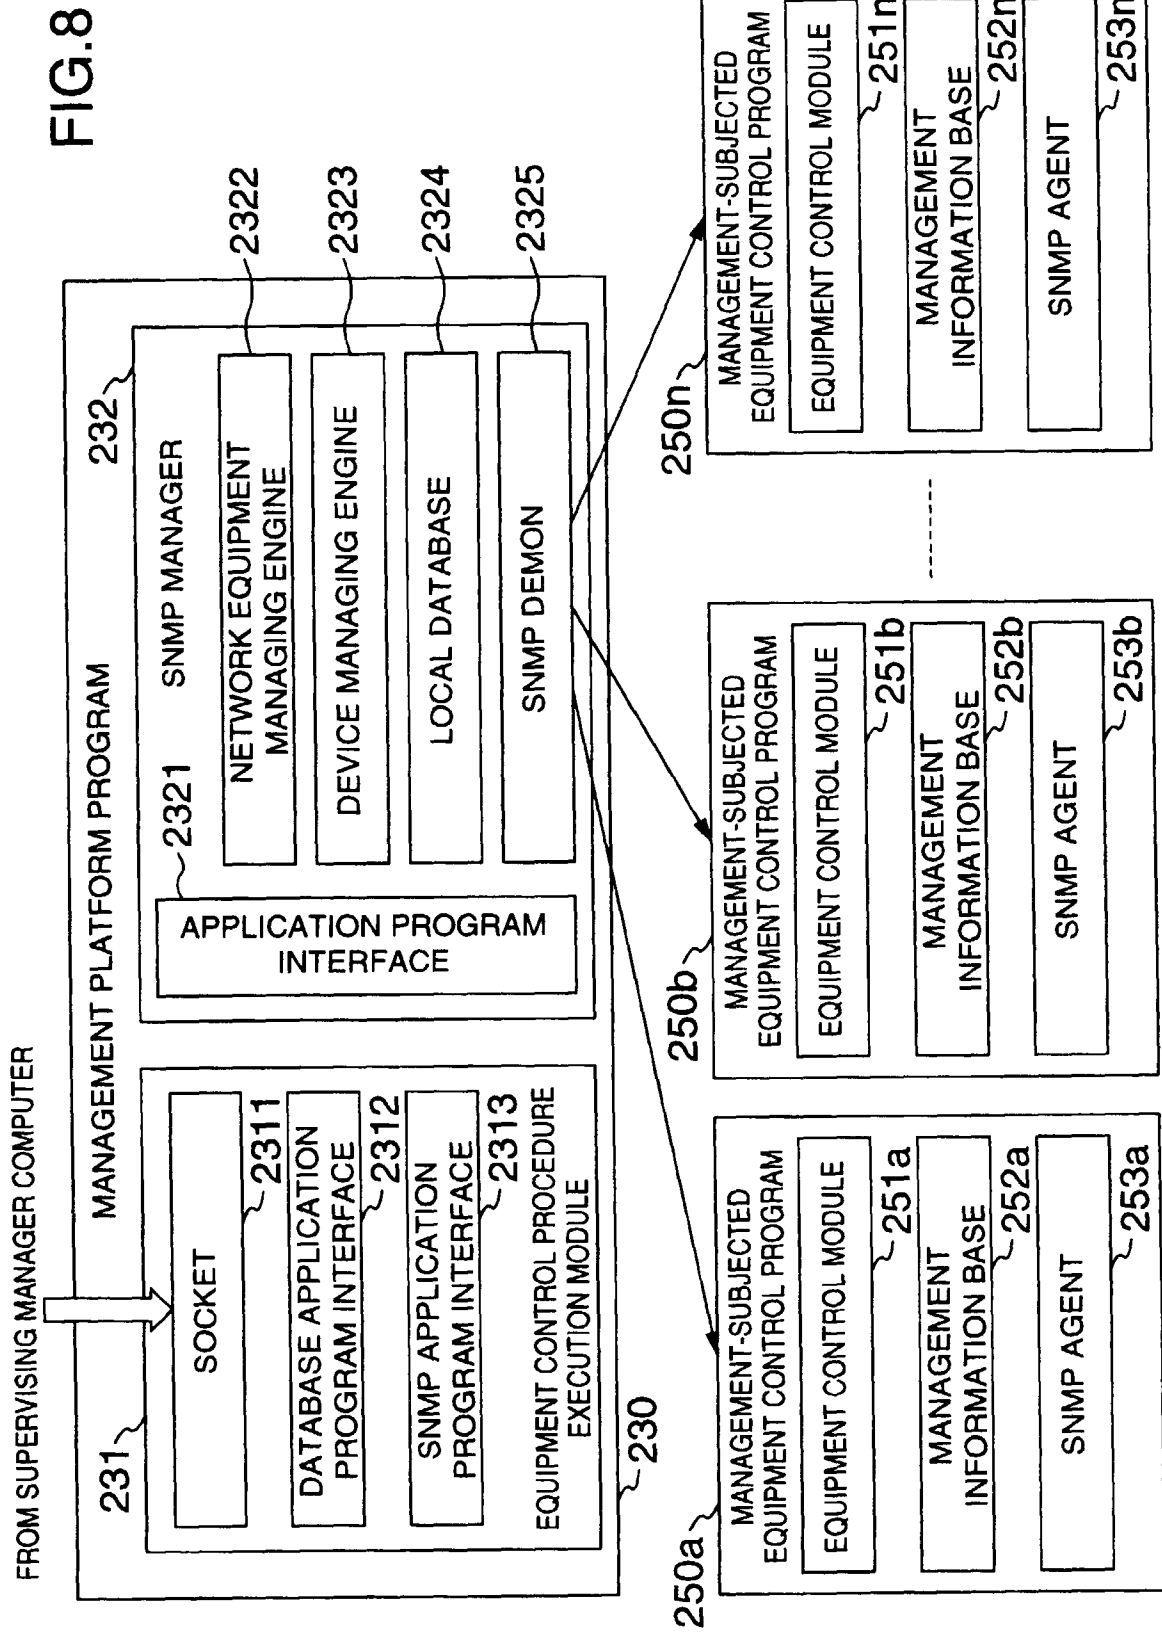 FIG.8
FROM SUPERVISING MANAGER COMPUTER
MANAGEMENT PLATFORM PROGRAM
231
SOCKET
2311
DATABASE APPLICATION
PROGRAM INTERFACE
2312
SNMP APPLICATION
PROGRAM INTERFACE
2313
EQUIPMENT CONTROL PROCEDURE
EXECUTION MODULE
230
232
SNMP MANAGER
2321
APPLICATION PROGRAM
INTERFACE
NETWORK EQUIPMENT
MANAGING ENGINE
2322
DEVICE MANAGING ENGINE
2323
LOCAL DATABASE
2324
SNMP DEMON
2325
250a
MANAGEMENT-SUBJECTED
EQUIPMENT CONTROL PROGRAM
EQUIPMENT CONTROL MODULE
251a
MANAGEMENT
INFORMATION BASE
252a
SNMP AGENT
253a
250b
MANAGEMENT-SUBJECTED
EQUIPMENT CONTROL PROGRAM
EQUIPMENT CONTROL MODULE
251b
MANAGEMENT
INFORMATION BASE
252b
SNMP AGENT
253b
250n
MANAGEMENT-SUBJECTED
EQUIPMENT CONTROL PROGRAM
EQUIPMENT CONTROL MODULE
251n
MANAGEMENT
INFORMATION BASE
252n
SNMP AGENT
253n